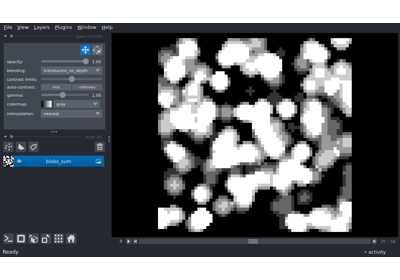 File View Layers Plugins Window Help
opacity: 1.00
blending: translucent_no_depth
contrast limits:
auto-contrast: once continuous
gamma: 1.00
colormap: gray
interpolation: nearest
blobs_sum
Ready
activity